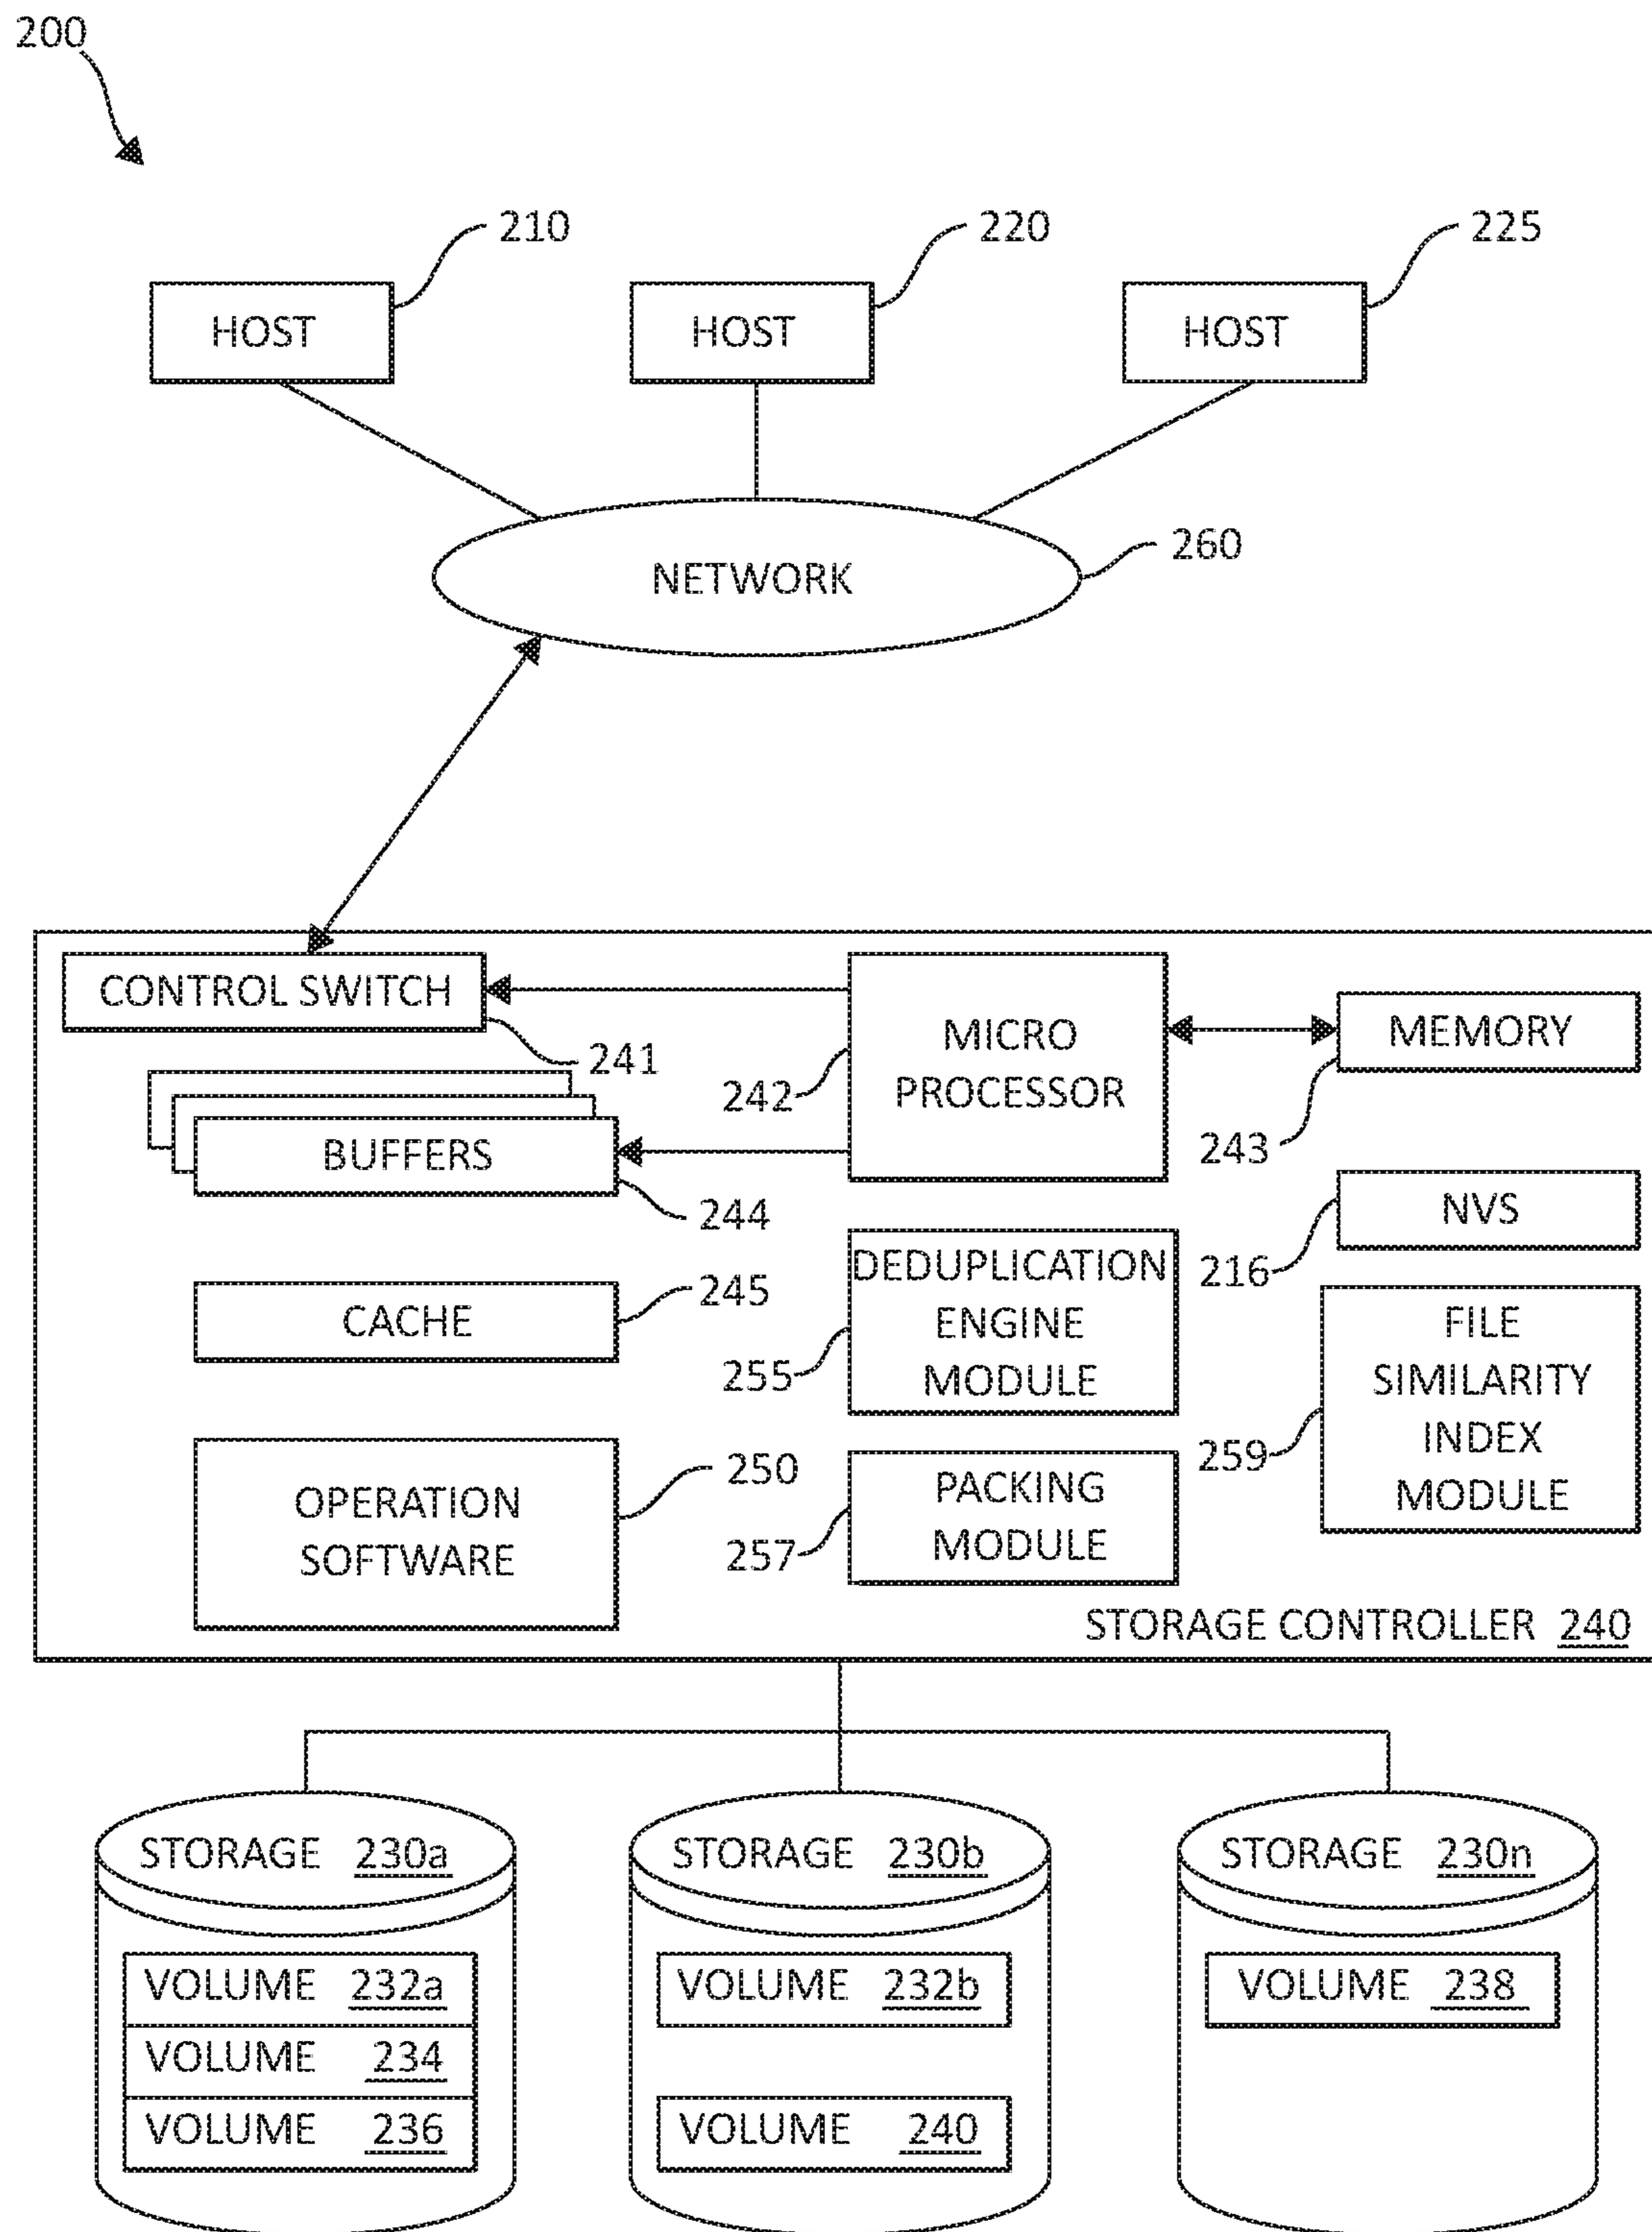 200
210
220
225
HOST
HOST
HOST
260
NETWORK
CONTROL SWITCH
241
MICRO
PROCESSOR
242
MEMORY
243
BUFFERS
244
NVS
216
CACHE
245
DEDUPLICATION
ENGINE
MODULE
255
FILE
SIMILARITY
INDEX
MODULE
259
OPERATION
SOFTWARE
250
PACKING
MODULE
257
STORAGE CONTROLLER 240
STORAGE 230a
VOLUME 232a
VOLUME 234
VOLUME 236
STORAGE 230b
VOLUME 232b
VOLUME 240
STORAGE 230n
VOLUME 238